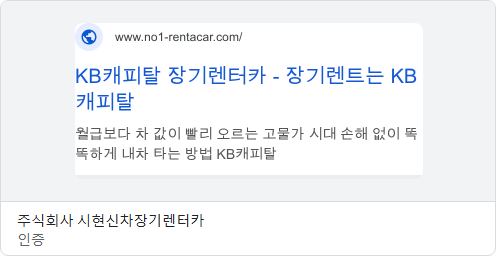 www.no1-rentacar.com/
KB캐피탈 장기렌터카 - 장기렌트는 KB
캐피탈
월급보다 차 값이 빨리 오르는 고물가 시대 손해 없이 똑
똑하게 내차 타는 방법 KB캐피탈
주식회사 시현신차장기렌터카
인증